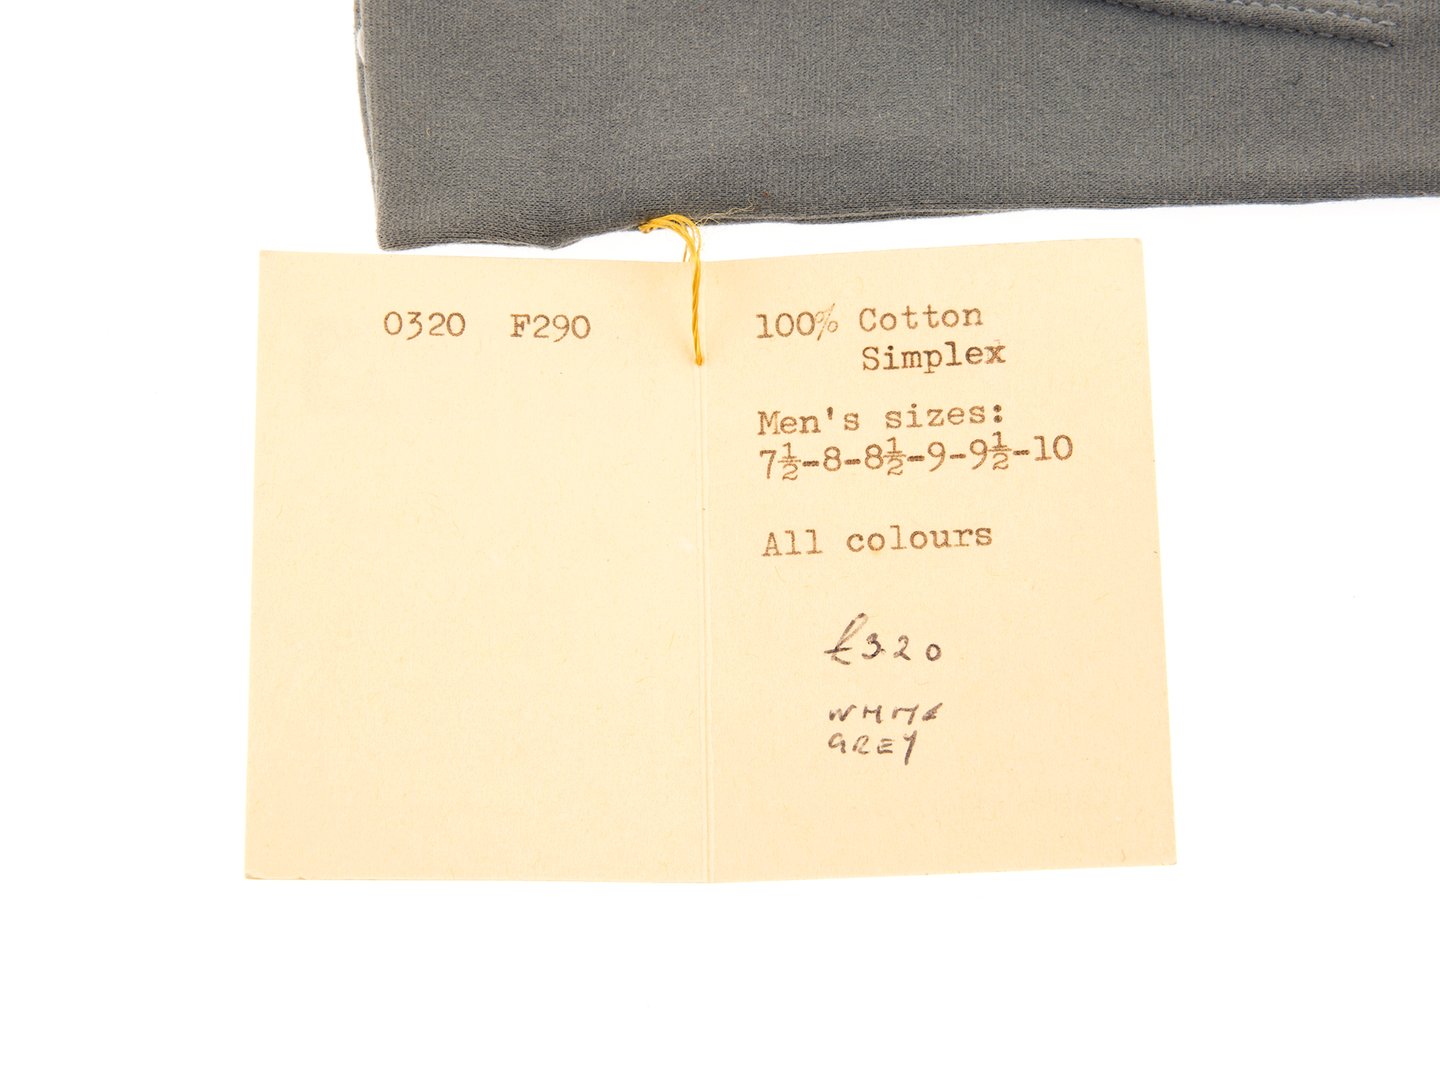 0320 F290
100% Cotton
Simplex
Men's sizes:
7½-8-8½-9-9½-10
All colours
£320
WHITE
GREY